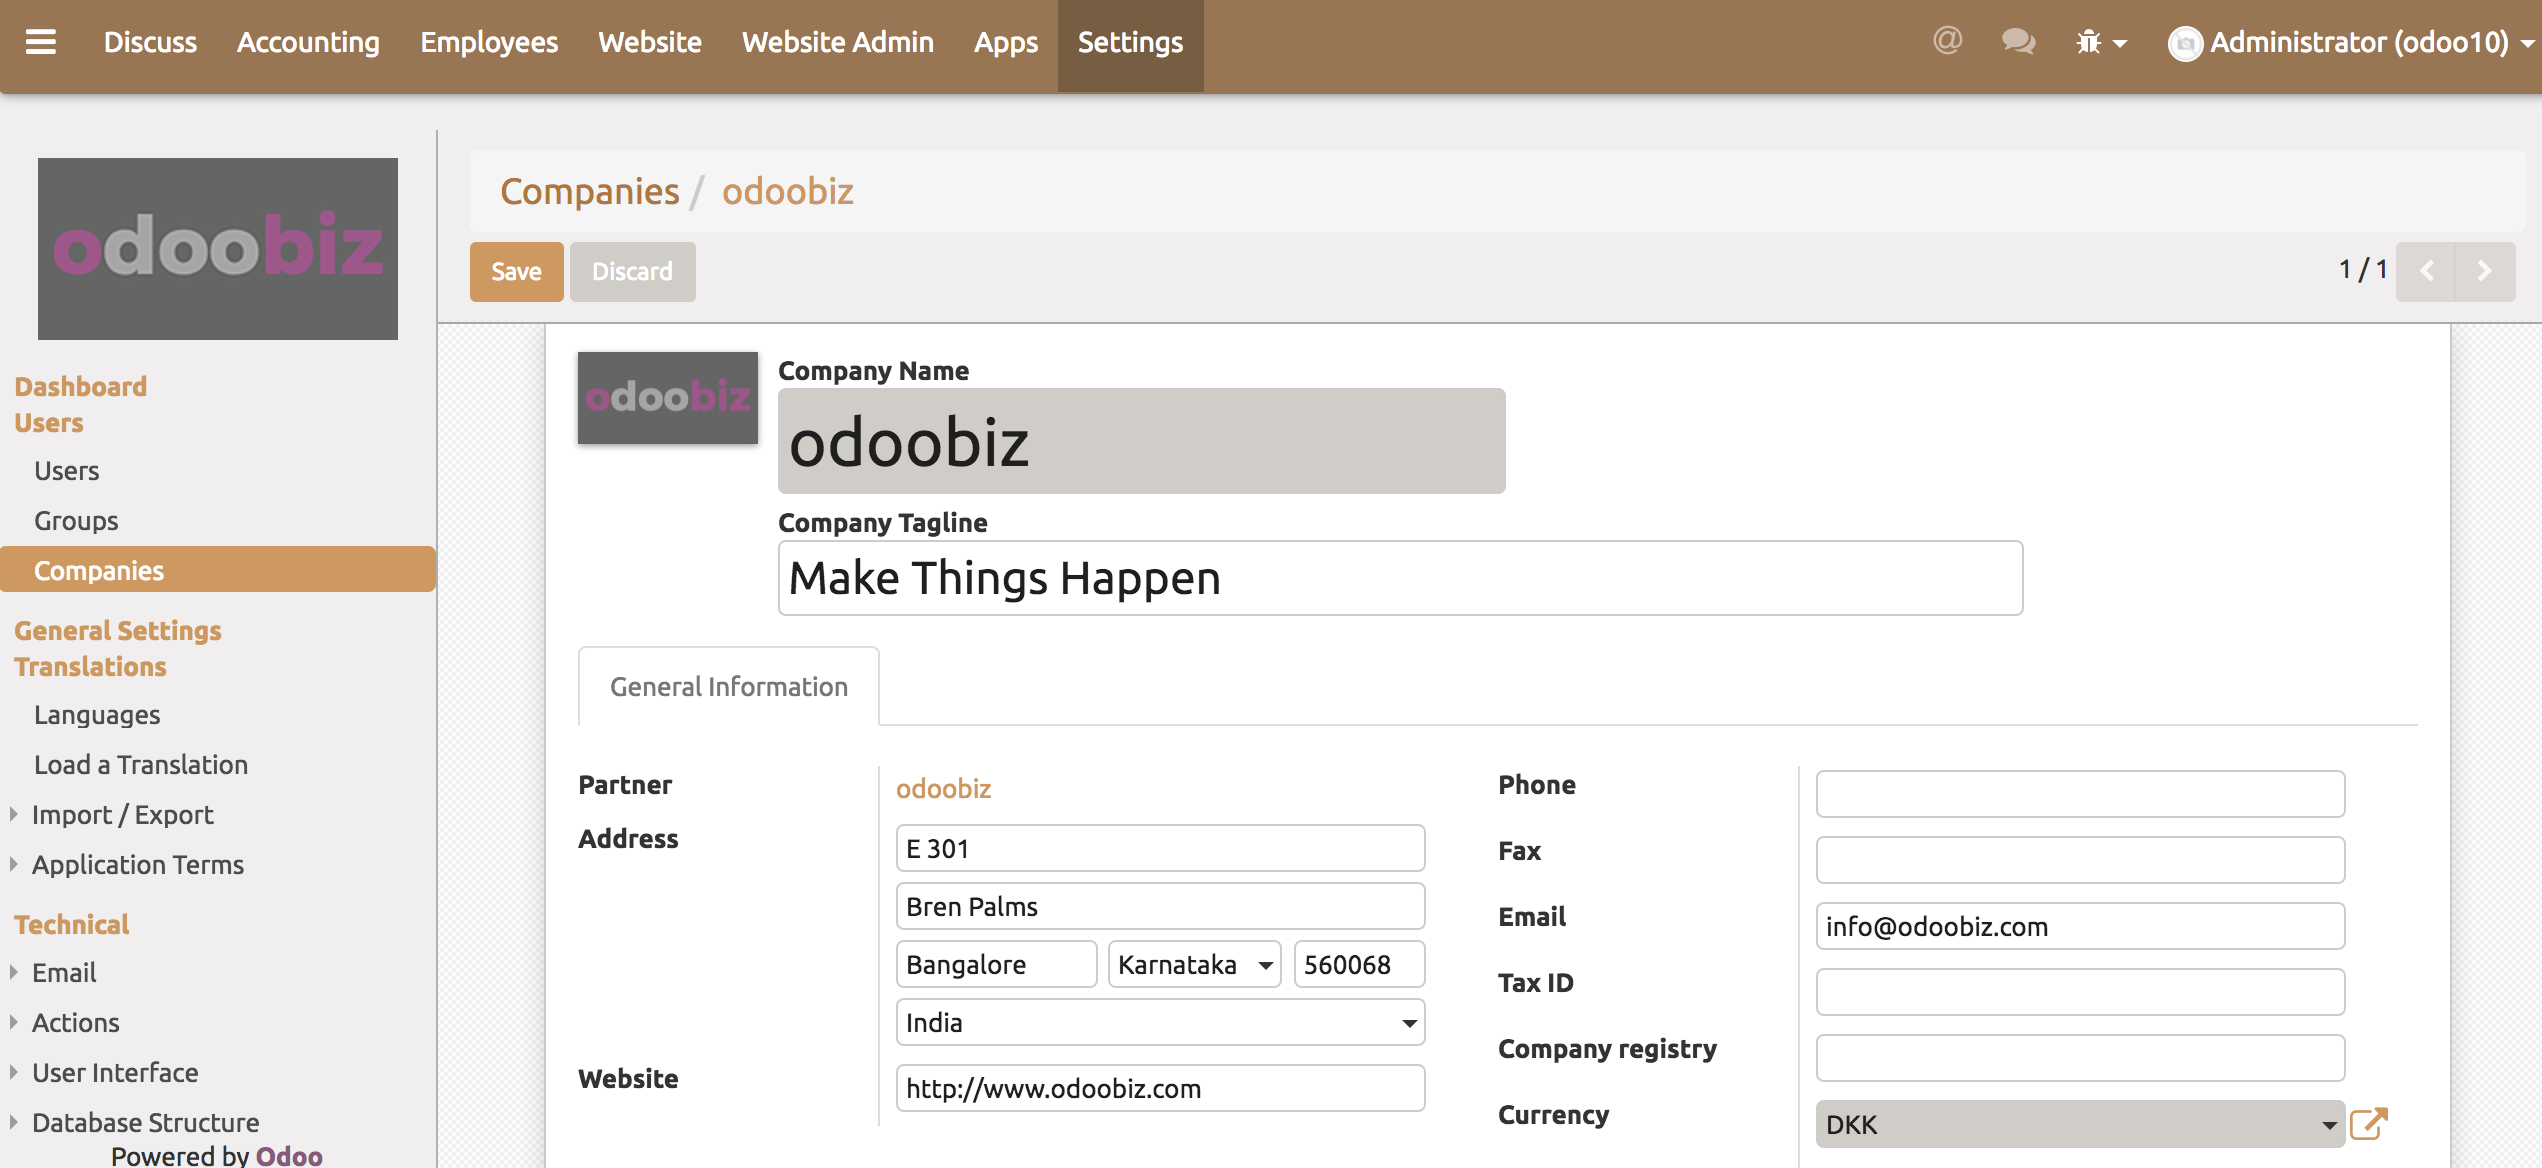 Discuss Accounting Employees Website Website Admin Apps Settings @ Administrator (odoo10)
odoobiz
Dashboard
Users
Users
Groups
Companies
General Settings
Translations
Languages
Load a Translation
Import / Export
Application Terms
Technical
Email
Actions
User Interface
Database Structure
Powered by Odoo
Companies / odoobiz
Save Discard 1 / 1
odoobiz
Company Name
odoobiz
Company Tagline
Make Things Happen
General Information
Partner odoobiz
Address E 301
Bren Palms
Bangalore Karnataka 560068
India
Website http://www.odoobiz.com
Phone
Fax
Email info@odoobiz.com
Tax ID
Company registry
Currency DKK